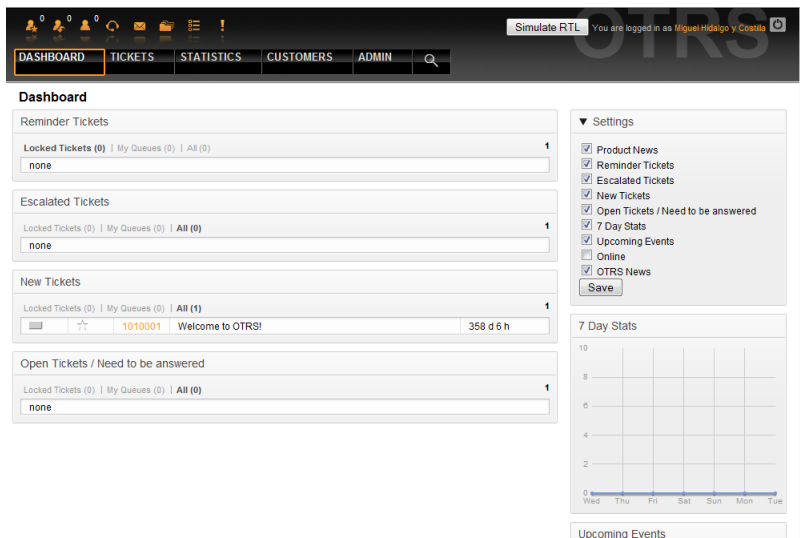 0 0 0
OTRS
Simulate RTL You are logged in as Miguel Hidalgo y Costilla
DASHBOARD TICKETS STATISTICS CUSTOMERS ADMIN
Dashboard
Reminder Tickets
Locked Tickets (0) | My Queues (0) | All (0) 1
none
Escalated Tickets
Locked Tickets (0) | My Queues (0) | All (0) 1
none
New Tickets
Locked Tickets (0) | My Queues (0) | All (1) 1
1010001 Welcome to OTRS! 358 d 6 h
Open Tickets / Need to be answered
Locked Tickets (0) | My Queues (0) | All (0) 1
none
Settings
Product News
Reminder Tickets
Escalated Tickets
New Tickets
Open Tickets / Need to be answered
7 Day Stats
Upcoming Events
Online
OTRS News
Save
7 Day Stats
10
8
6
4
2
0
Wed Thu Fri Sat Sun Mon Tue
Upcoming Events